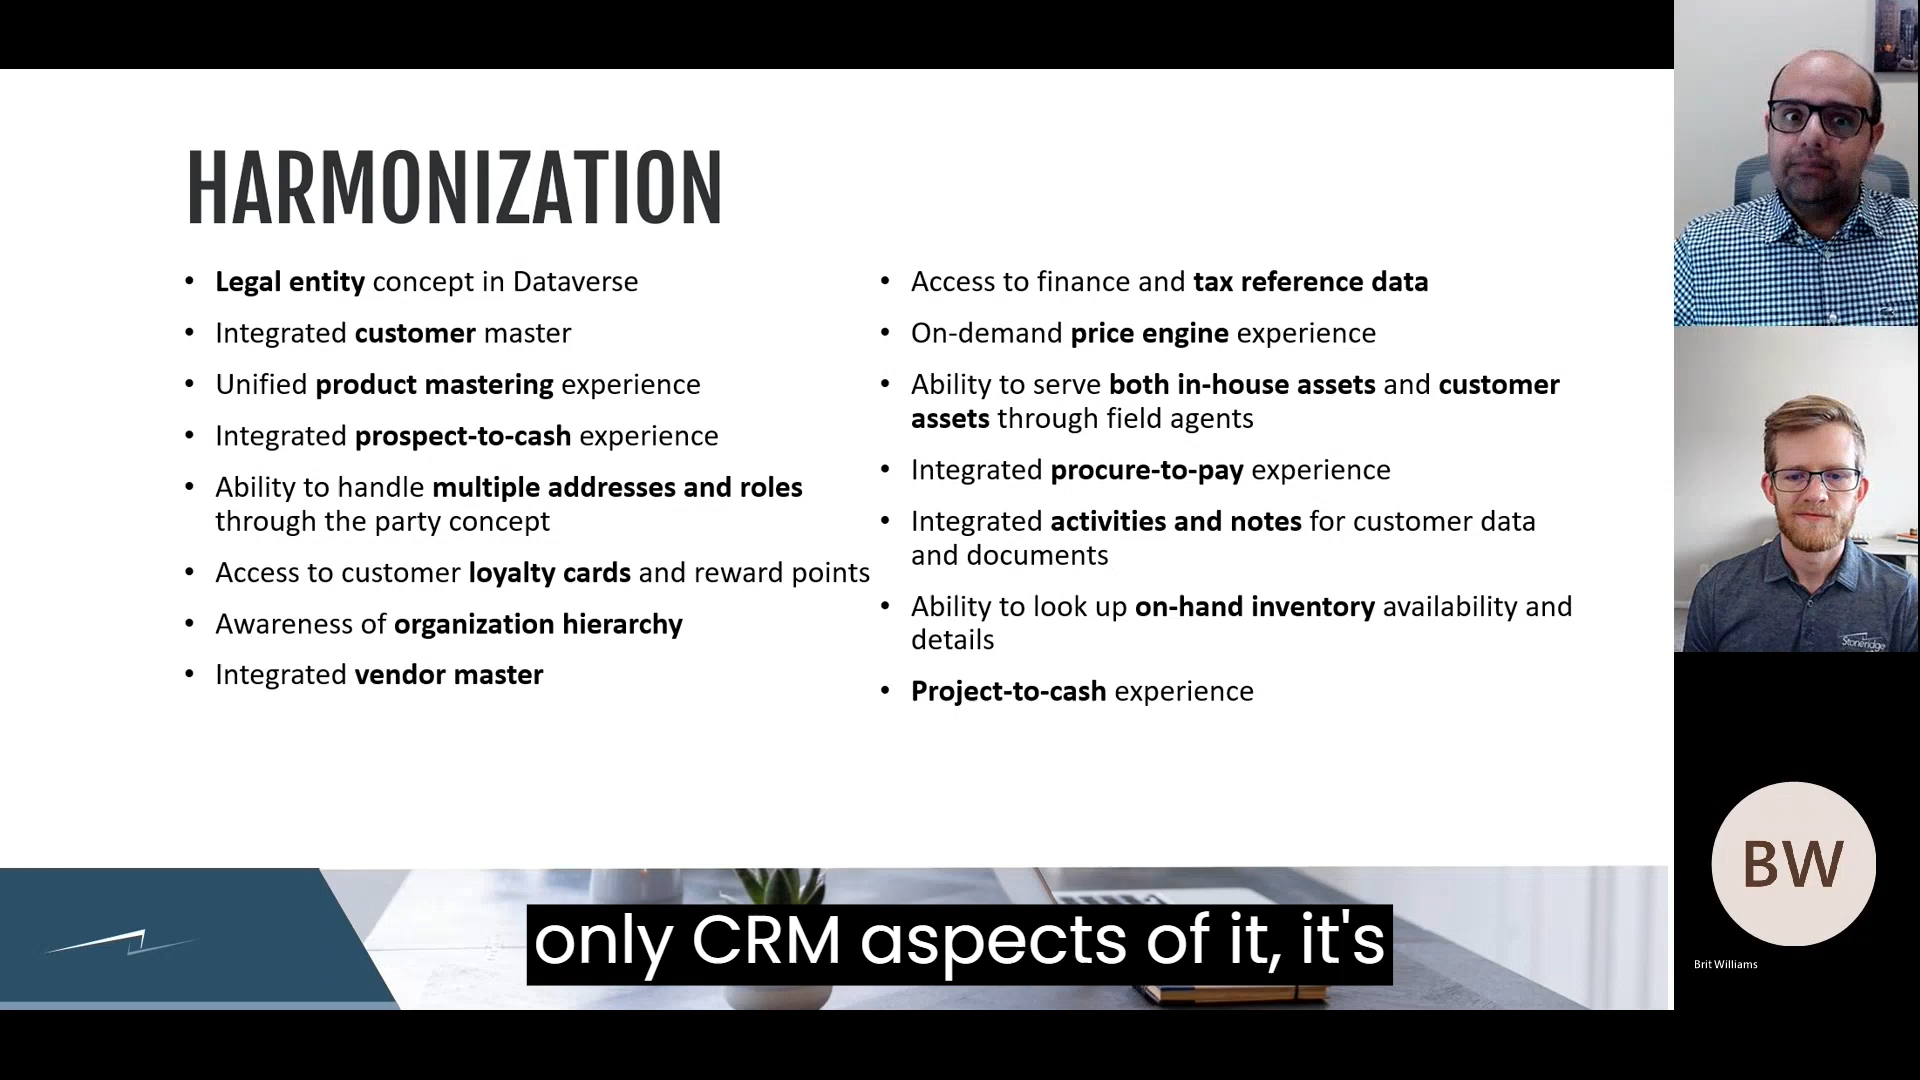 HARMONIZATION
• Legal entity concept in Dataverse
• Integrated customer master
• Unified product mastering experience
• Integrated prospect-to-cash experience
• Ability to handle multiple addresses and roles
through the party concept
• Access to customer loyalty cards and reward points
• Awareness of organization hierarchy
• Integrated vendor master
• Access to finance and tax reference data
• On-demand price engine experience
• Ability to serve both in-house assets and customer
assets through field agents
• Integrated procure-to-pay experience
• Integrated activities and notes for customer data
and documents
• Ability to look up on-hand inventory availability and
details
• Project-to-cash experience
only CRM aspects of it, it's
Stoneridge
BW
Brit Williams